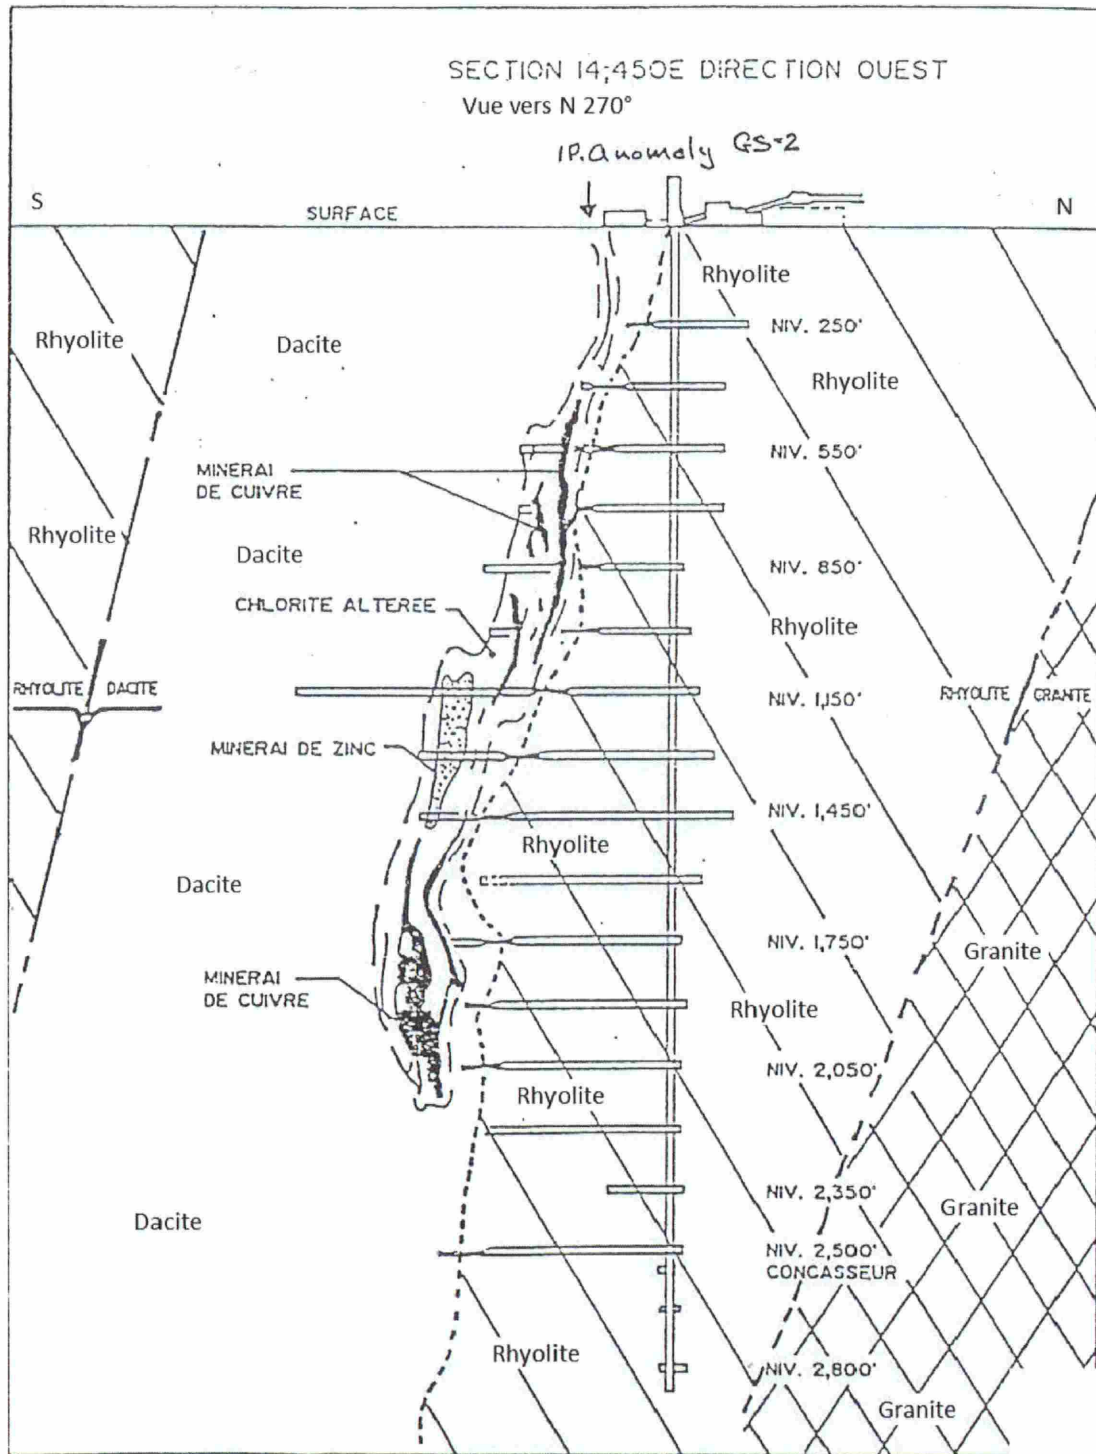 SECTION 14,450E DIRECTION OUEST
Vue vers N 270°
IP. Anomaly GS-2
S
SURFACE
N
Rhyolite
NIV. 250'
Rhyolite
Dacite
Rhyolite
NIV. 550'
MINERAI
DE CUIVRE
Rhyolite
Dacite
NIV. 850'
CHLORITE ALTEREE
Rhyolite
RHYOLITE DACITE
NIV. 1,150'
RHYOLITE GRANITE
MINERAI DE ZINC
NIV. 1,450'
Rhyolite
Dacite
NIV. 1,750'
Granite
MINERAI
DE CUIVRE
Rhyolite
NIV. 2,050'
Rhyolite
NIV. 2,350'
Granite
Dacite
NIV. 2,500'
CONCASSEUR
Rhyolite
NIV. 2,800'
Granite